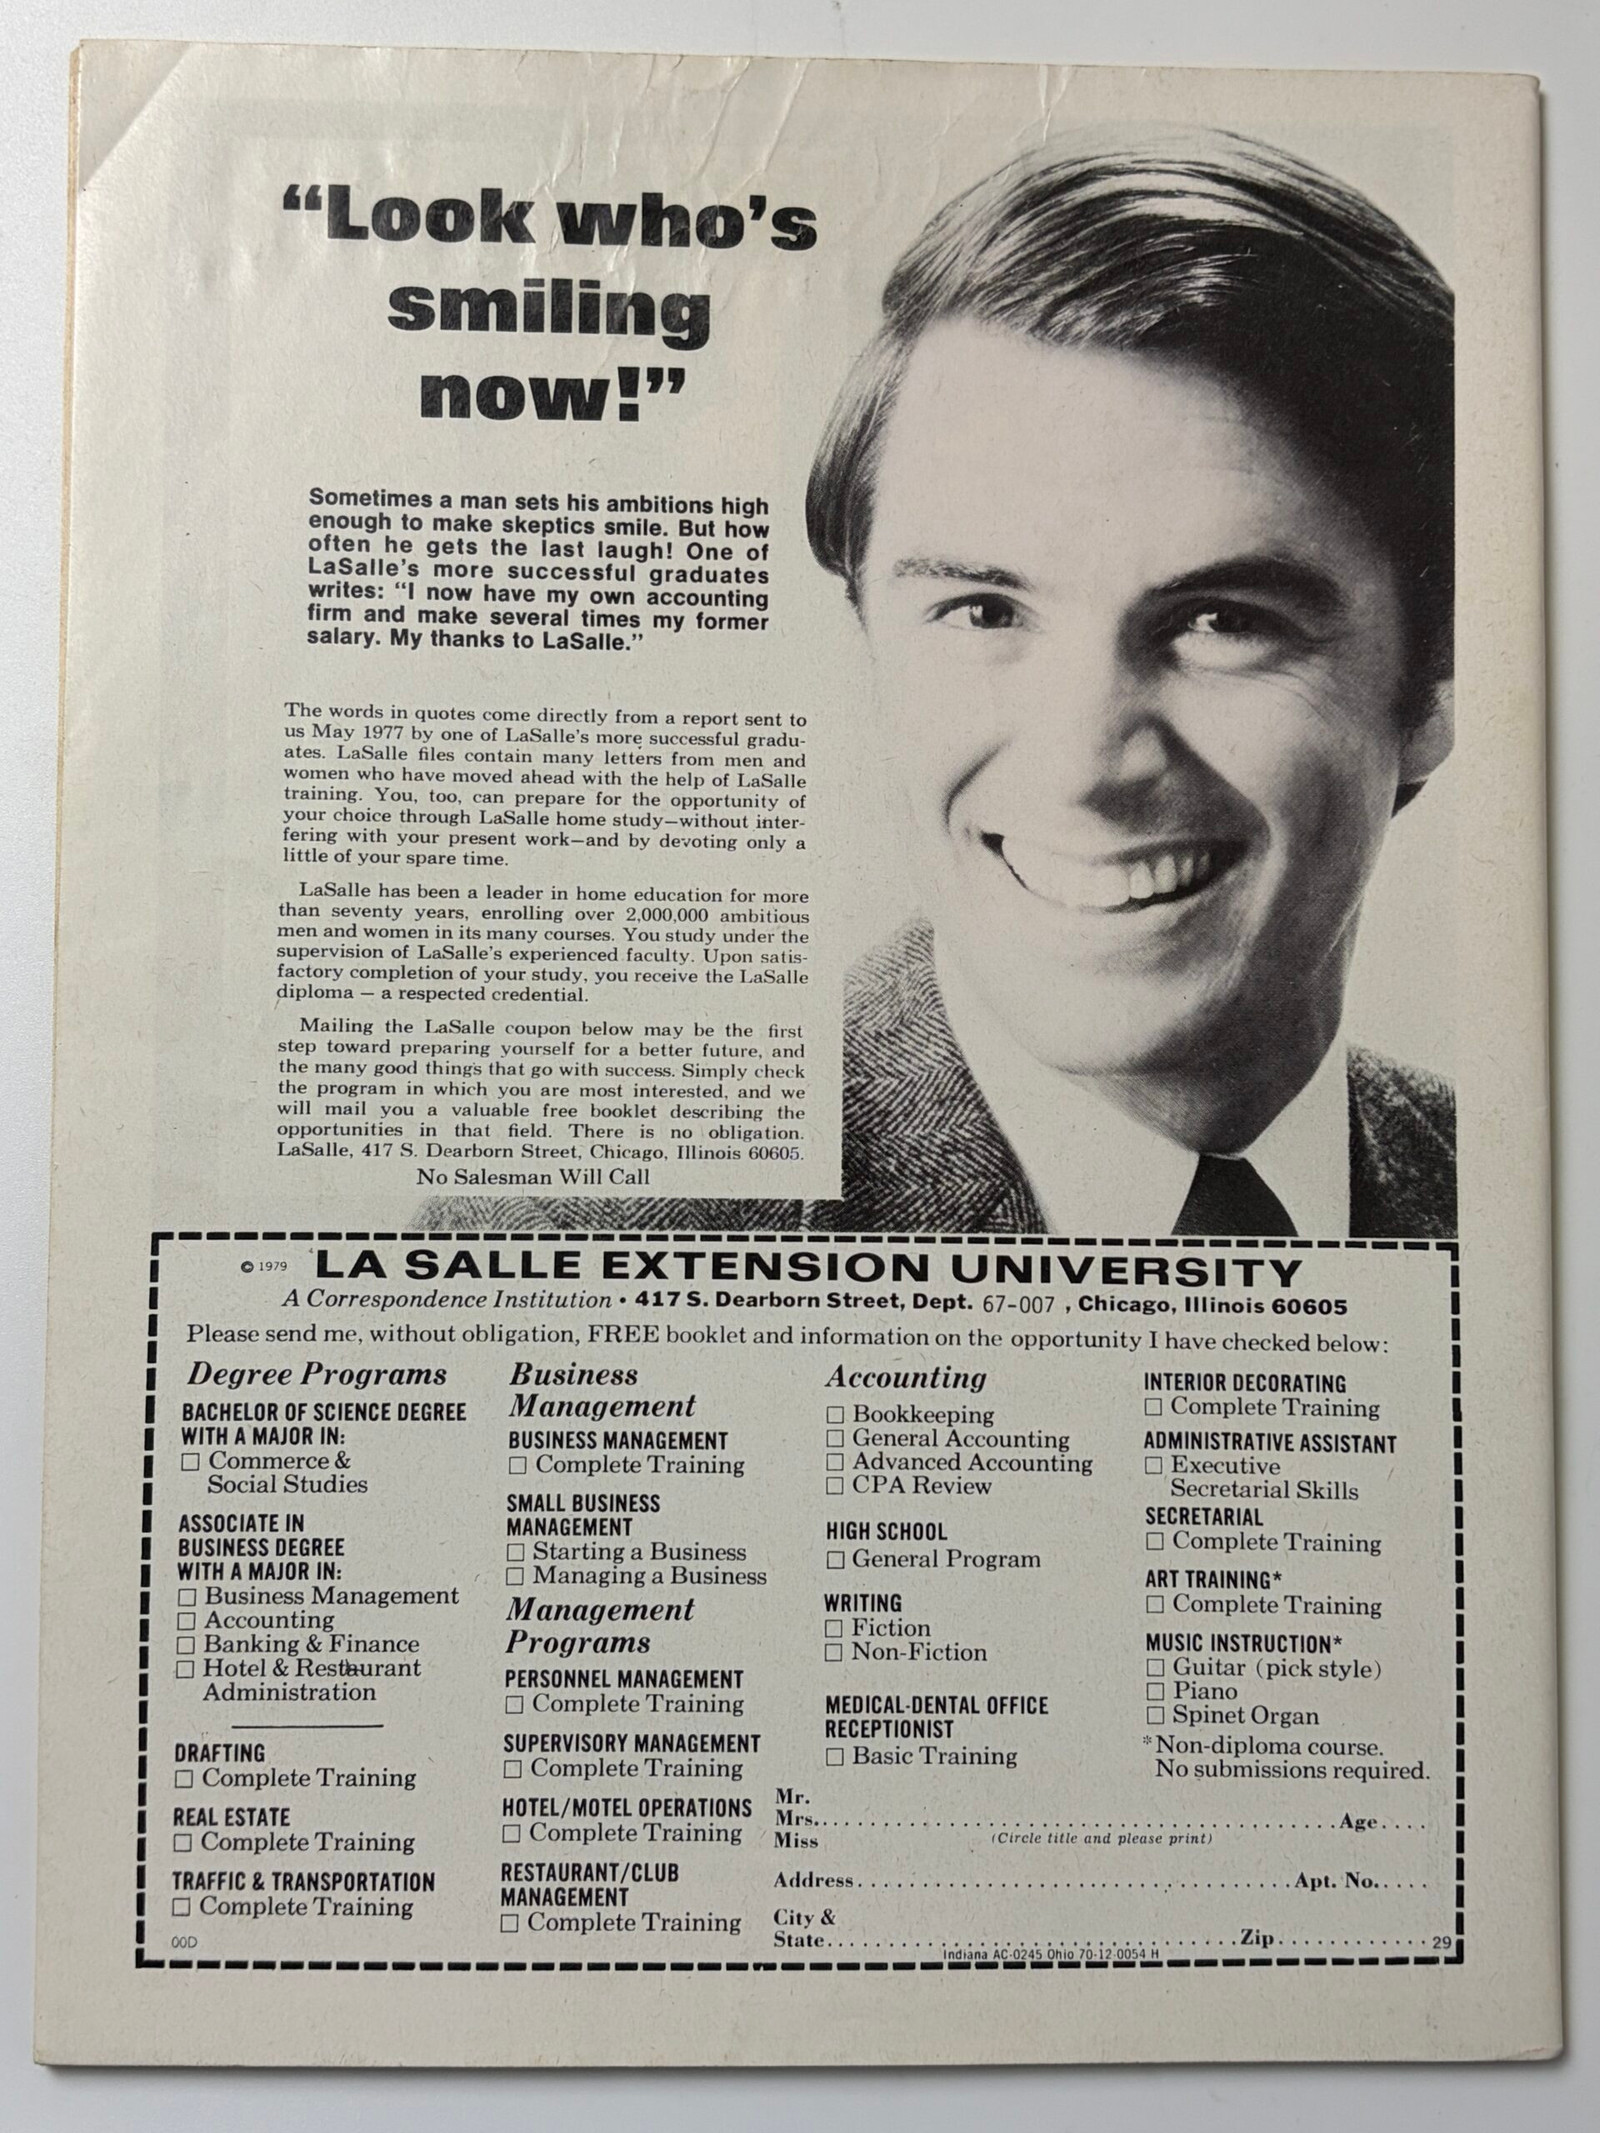 “Look who’s
smiling
now!”
Sometimes a man sets his ambitions high
enough to make skeptics smile. But how
often he gets the last laugh! One of
LaSalle’s more successful graduates
writes: “I now have my own accounting
firm and make several times my former
salary. My thanks to LaSalle.”
The words in quotes come directly from a report sent to
us May 1977 by one of LaSalle’s more successful gradu-
ates. LaSalle files contain many letters from men and
women who have moved ahead with the help of LaSalle
training. You, too, can prepare for the opportunity of
your choice through LaSalle home study—without inter-
fering with your present work—and by devoting only a
little of your spare time.
LaSalle has been a leader in home education for more
than seventy years, enrolling over 2,000,000 ambitious
men and women in its many courses. You study under the
supervision of LaSalle’s experienced faculty. Upon satis-
factory completion of your study, you receive the LaSalle
diploma — a respected credential.
Mailing the LaSalle coupon below may be the first
step toward preparing yourself for a better future, and
the many good things that go with success. Simply check
the program in which you are most interested, and we
will mail you a valuable free booklet describing the
opportunities in that field. There is no obligation.
LaSalle, 417 S. Dearborn Street, Chicago, Illinois 60605.
No Salesman Will Call
© 1979 LA SALLE EXTENSION UNIVERSITY
A Correspondence Institution • 417 S. Dearborn Street, Dept. 67-007 , Chicago, Illinois 60605
Please send me, without obligation, FREE booklet and information on the opportunity I have checked below:
Degree Programs
BACHELOR OF SCIENCE DEGREE
WITH A MAJOR IN:
☐ Commerce &
Social Studies
ASSOCIATE IN
BUSINESS DEGREE
WITH A MAJOR IN:
☐ Business Management
☐ Accounting
☐ Banking & Finance
☐ Hotel & Restaurant
Administration
DRAFTING
☐ Complete Training
REAL ESTATE
☐ Complete Training
TRAFFIC & TRANSPORTATION
☐ Complete Training
00D
Business
Management
BUSINESS MANAGEMENT
☐ Complete Training
SMALL BUSINESS
MANAGEMENT
☐ Starting a Business
☐ Managing a Business
Management
Programs
PERSONNEL MANAGEMENT
☐ Complete Training
SUPERVISORY MANAGEMENT
☐ Complete Training
HOTEL/MOTEL OPERATIONS
☐ Complete Training
RESTAURANT/CLUB
MANAGEMENT
☐ Complete Training
Accounting
☐ Bookkeeping
☐ General Accounting
☐ Advanced Accounting
☐ CPA Review
HIGH SCHOOL
☐ General Program
WRITING
☐ Fiction
☐ Non-Fiction
MEDICAL-DENTAL OFFICE
RECEPTIONIST
☐ Basic Training
INTERIOR DECORATING
☐ Complete Training
ADMINISTRATIVE ASSISTANT
☐ Executive
Secretarial Skills
SECRETARIAL
☐ Complete Training
ART TRAINING*
☐ Complete Training
MUSIC INSTRUCTION*
☐ Guitar (pick style)
☐ Piano
☐ Spinet Organ
*Non-diploma course.
No submissions required.
Mr.
Mrs. Age
Miss (Circle title and please print)
Address Apt. No.
City &
State Zip 29
Indiana AC-0245 Ohio 70-12-0054 H